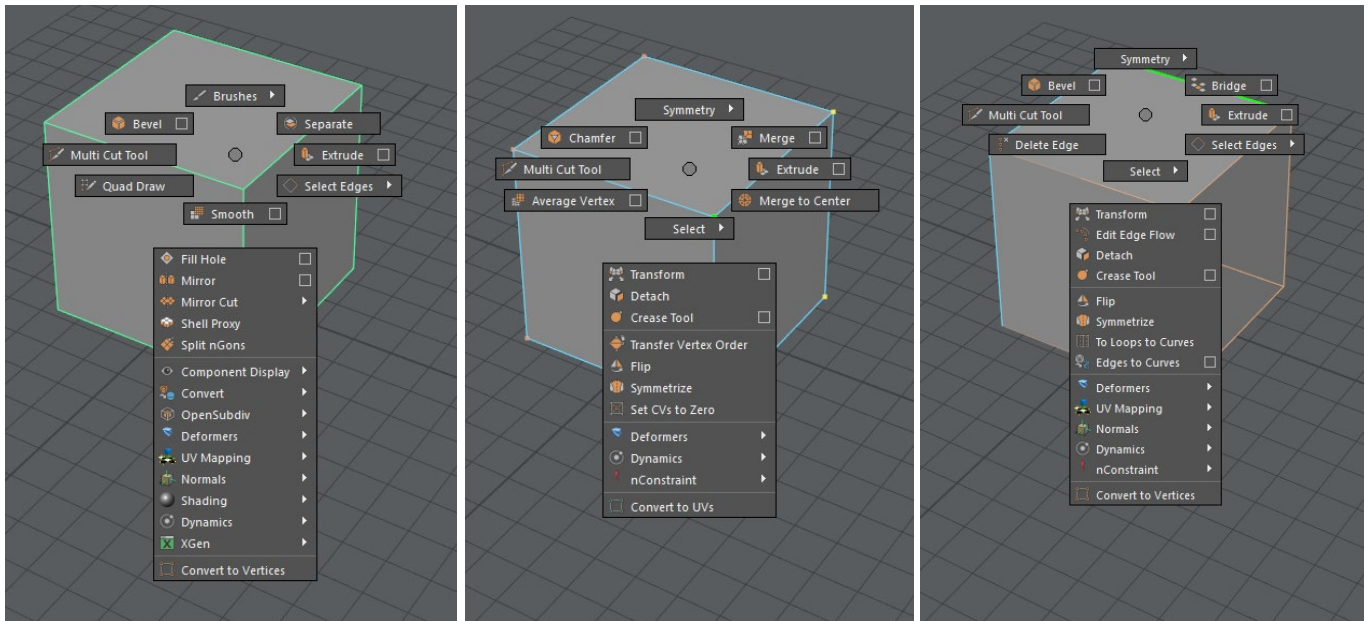 Brushes
Bevel
Separate
Multi Cut Tool
Extrude
Quad Draw
Select Edges
Smooth
Fill Hole
Mirror
Mirror Cut
Shell Proxy
Split nGons
Component Display
Convert
OpenSubdiv
Deformers
UV Mapping
Normals
Shading
Dynamics
XGen
Convert to Vertices
Symmetry
Chamfer
Merge
Multi Cut Tool
Extrude
Average Vertex
Merge to Center
Select
Transform
Detach
Crease Tool
Transfer Vertex Order
Flip
Symmetrize
Set CVs to Zero
Deformers
Dynamics
nConstraint
Convert to UVs
Symmetry
Bevel
Bridge
Multi Cut Tool
Extrude
Delete Edge
Select Edges
Select
Transform
Edit Edge Flow
Detach
Crease Tool
Flip
Symmetrize
To Loops to Curves
Edges to Curves
Deformers
UV Mapping
Normals
Dynamics
nConstraint
Convert to Vertices